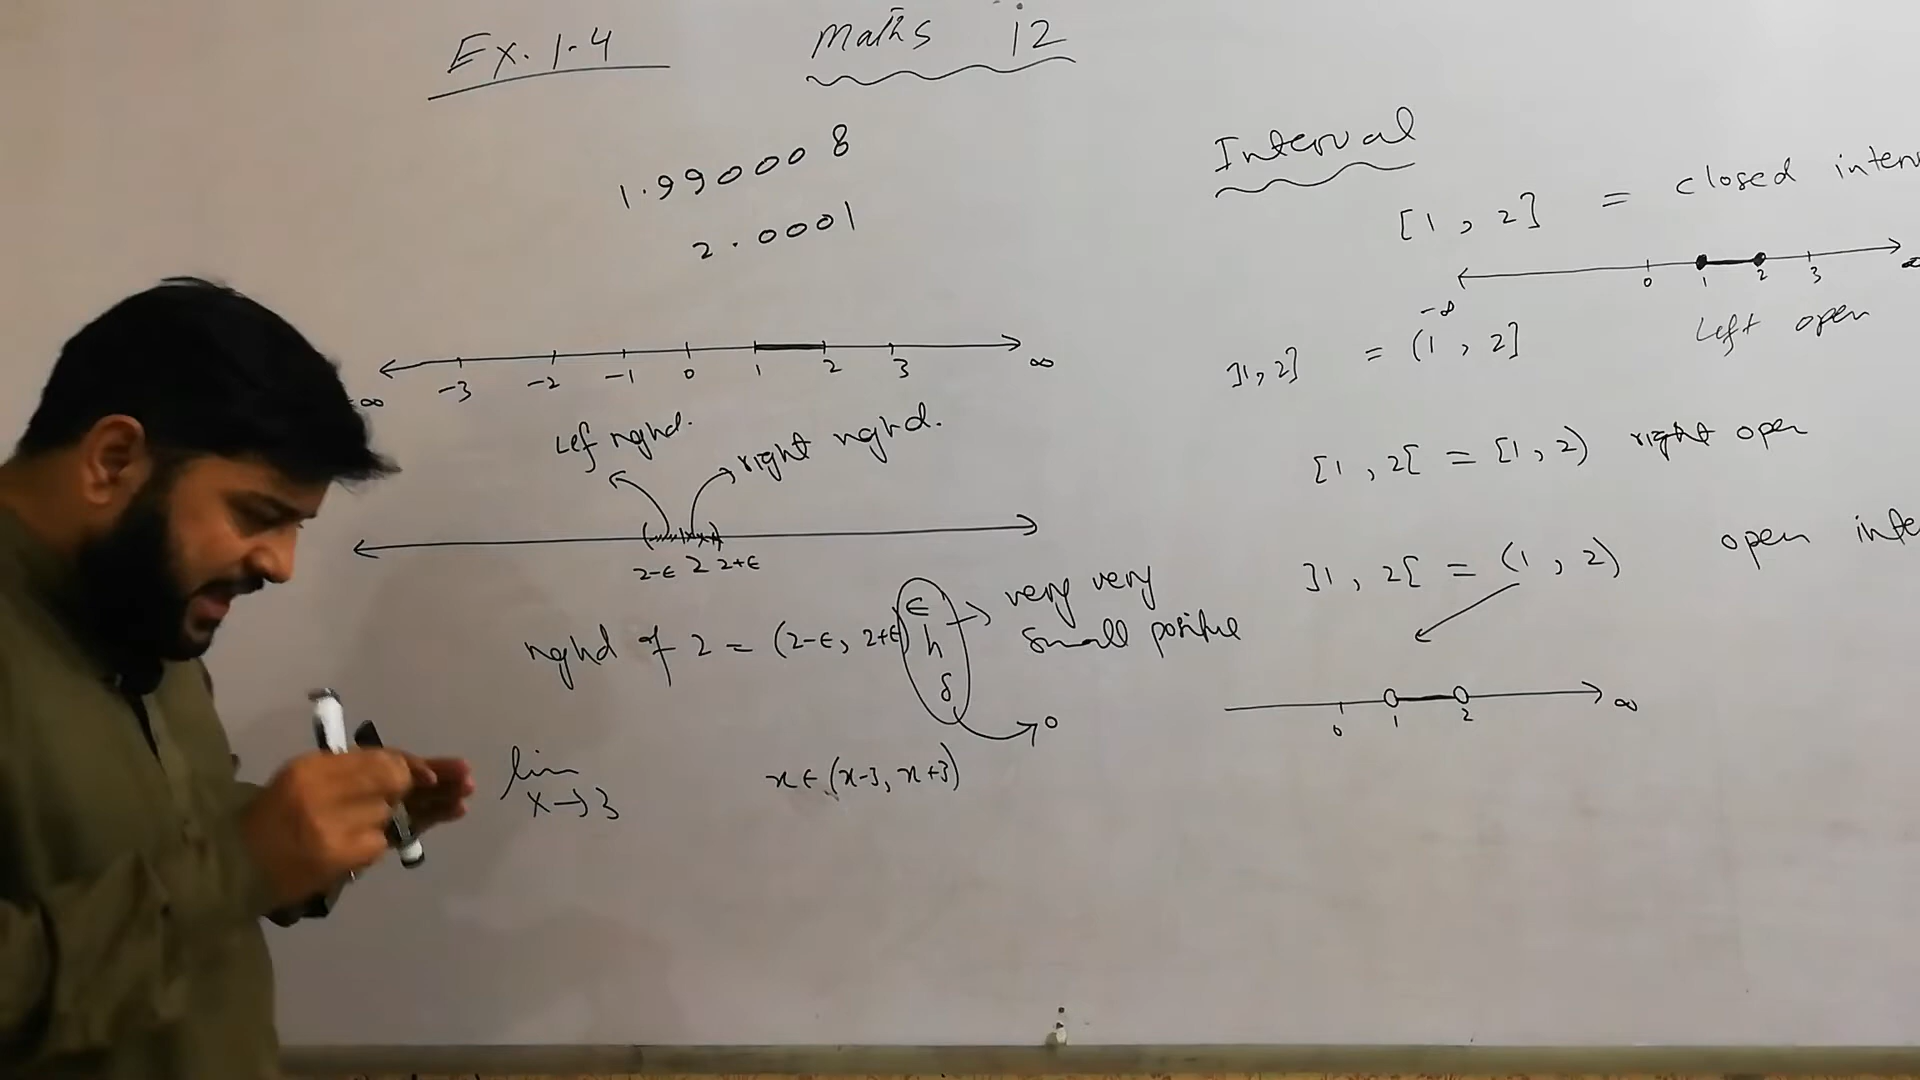 Ex. 1.4
Maths 12
1.990008
2.0001
-3 -2 -1 0 1 2 3 ∞
-∞
Lef nghd.
right nghd.
2-ϵ 2 2+ϵ
nghd of 2 = (2-ϵ, 2+ϵ)
ϵ
h
δ
very very
small positive
0
lim
x→3
x ϵ (x-3, x+3)
Interval
[1, 2] = closed interv
0 1 2 3
-∞
]1, 2] = (1, 2] Left open
[1, 2[ = [1, 2) right open
]1, 2[ = (1, 2) open inte
0 1 2 ∞